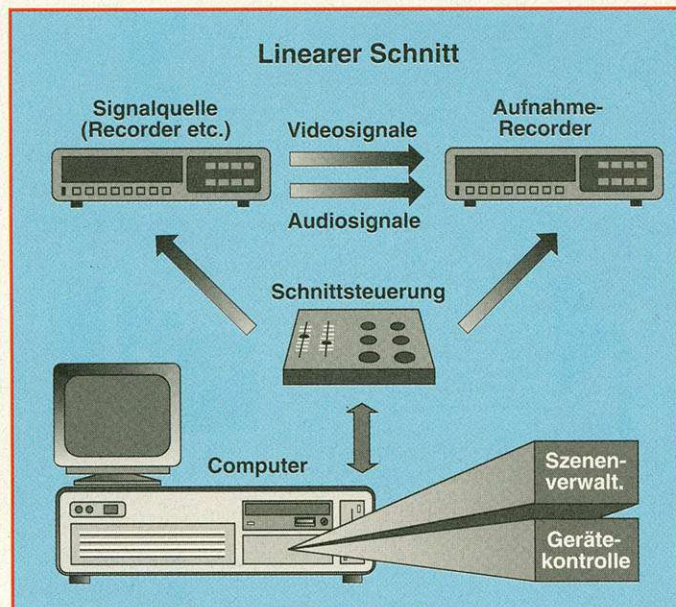 Linearer Schnitt
Signalquelle
(Recorder etc.)
Videosignale
Aufnahme-
Recorder
Audiosignale
Schnittsteuerung
Computer
Szenen-
verwalt.
Geräte-
kontrolle